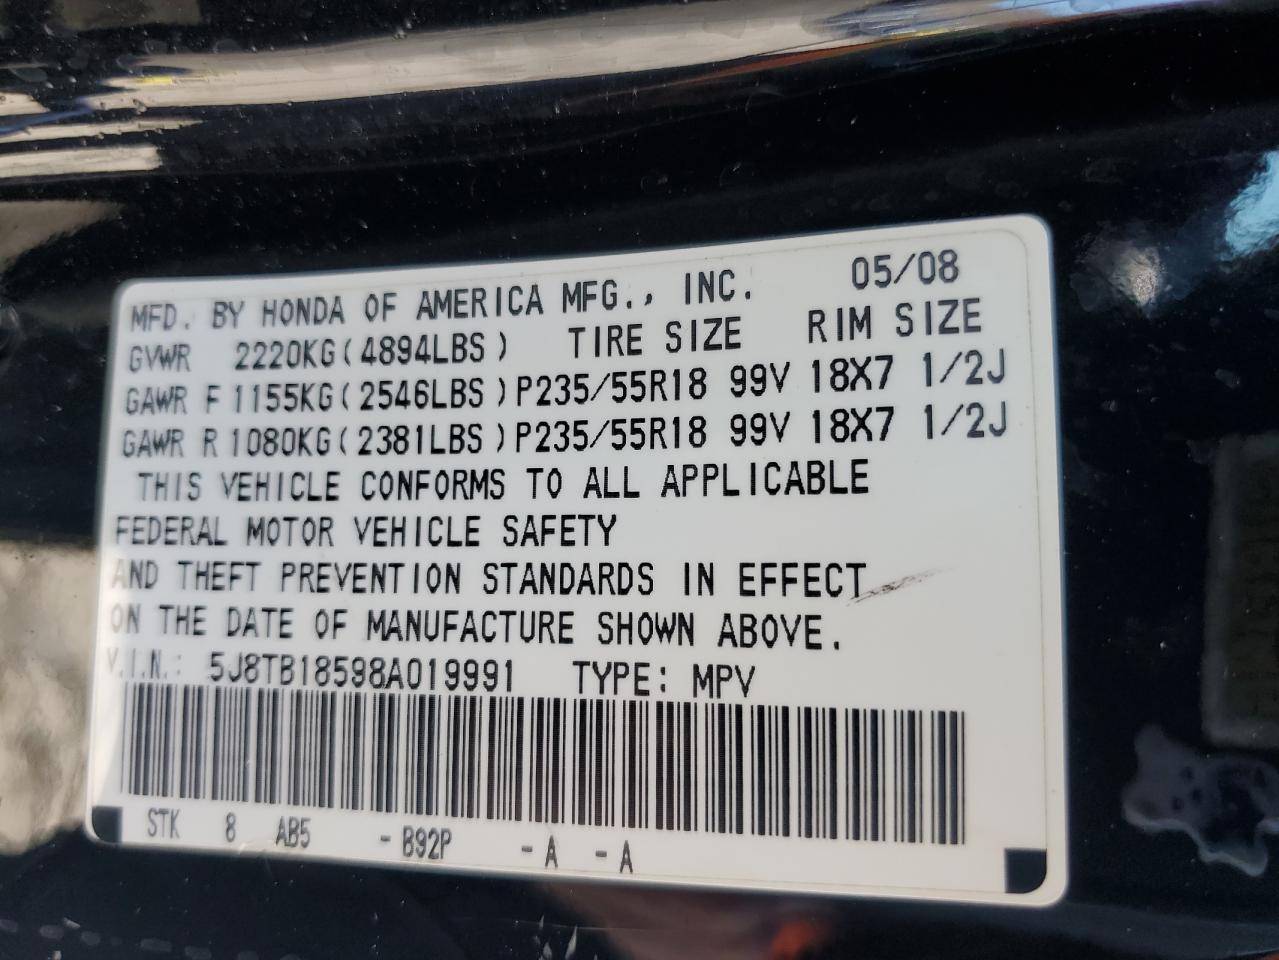 MFD. BY HONDA OF AMERICA MFG., INC. 05/08
GVWR 2220KG(4894LBS) TIRE SIZE RIM SIZE
GAWR F 1155KG(2546LBS)P235/55R18 99V 18X7 1/2J
GAWR R 1080KG(2381LBS)P235/55R18 99V 18X7 1/2J
THIS VEHICLE CONFORMS TO ALL APPLICABLE
FEDERAL MOTOR VEHICLE SAFETY
AND THEFT PREVENTION STANDARDS IN EFFECT
ON THE DATE OF MANUFACTURE SHOWN ABOVE.
V.I.N.: 5J8TB18598A019991 TYPE: MPV
STK 8 AB5 - B92P - A - A